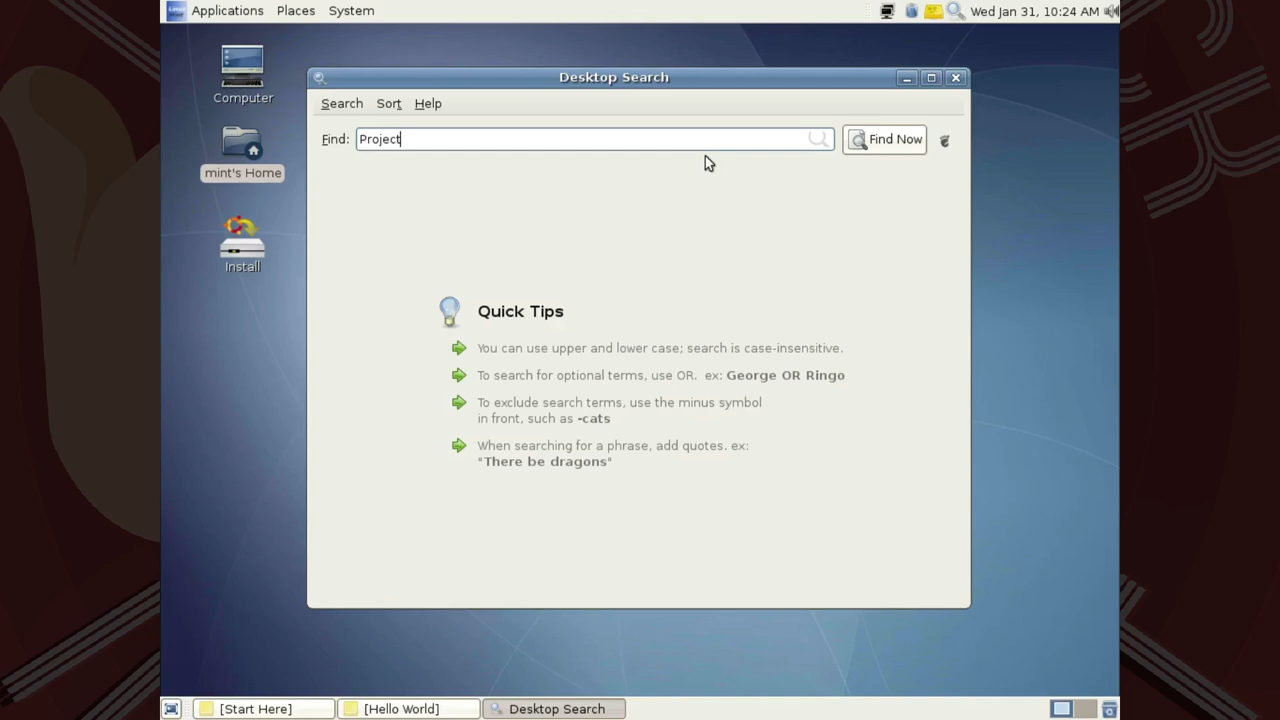 Applications Places System
Wed Jan 31, 10:24 AM
Computer
mint's Home
Install
Desktop Search
Search Sort Help
Find: Project
Find Now
Quick Tips
You can use upper and lower case; search is case-insensitive.
To search for optional terms, use OR. ex: George OR Ringo
To exclude search terms, use the minus symbol
in front, such as -cats
When searching for a phrase, add quotes. ex:
"There be dragons"
[Start Here]
[Hello World]
Desktop Search